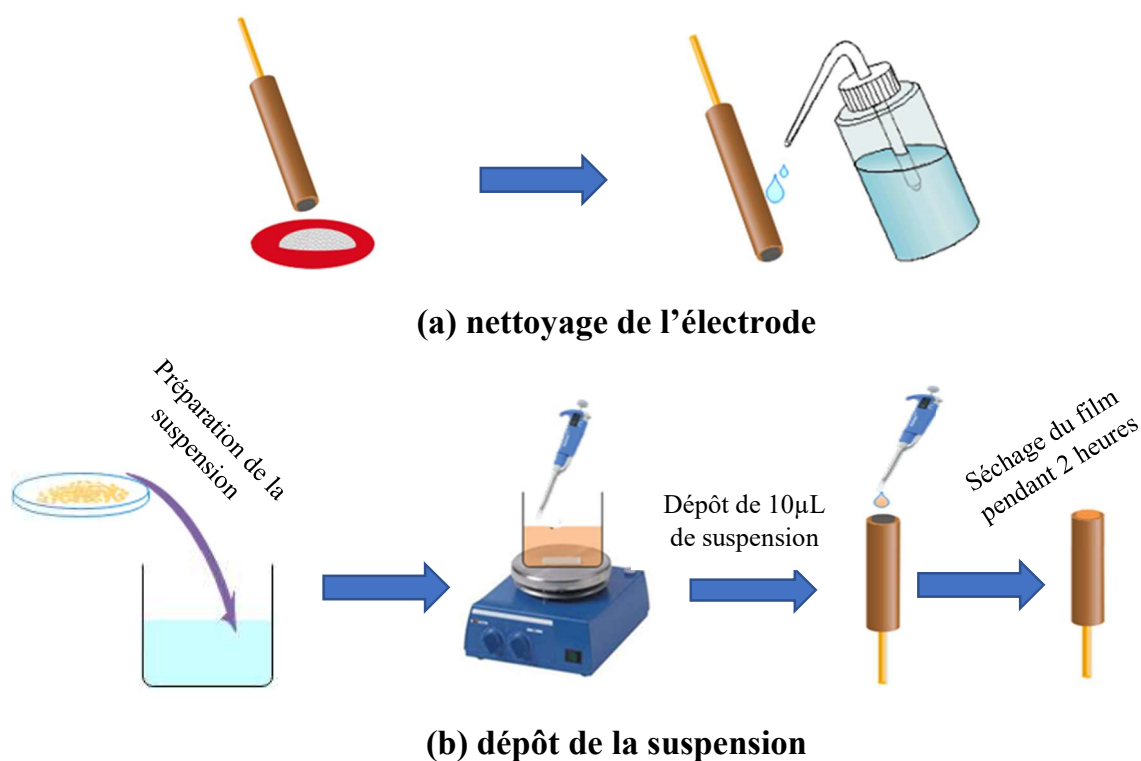 (a) nettoyage de l’électrode
Préparation de la
suspension
Dépôt de 10µL
de suspension
Séchage du film
pendant 2 heures
(b) dépôt de la suspension